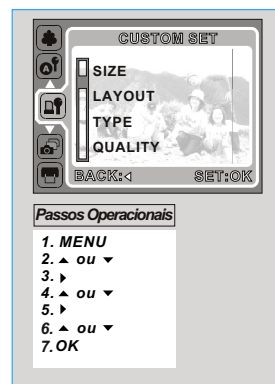 CUSTOM SET
SIZE
LAYOUT
TYPE
QUALITY
BACK:◁ SET:OK
Passos Operacionais
1. MENU
2. ▲ ou ▼
3. ▶
4. ▲ ou ▼
5. ▶
6. ▲ ou ▼
7. OK